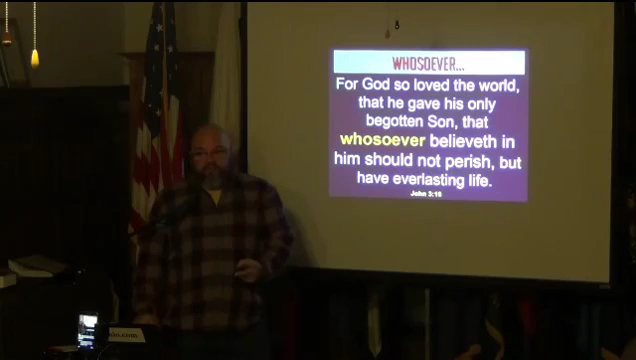 WHOSOEVER...
For God so loved the world,
that he gave his only
begotten Son, that
whosoever believeth in
him should not perish, but
have everlasting life.
John 3:16